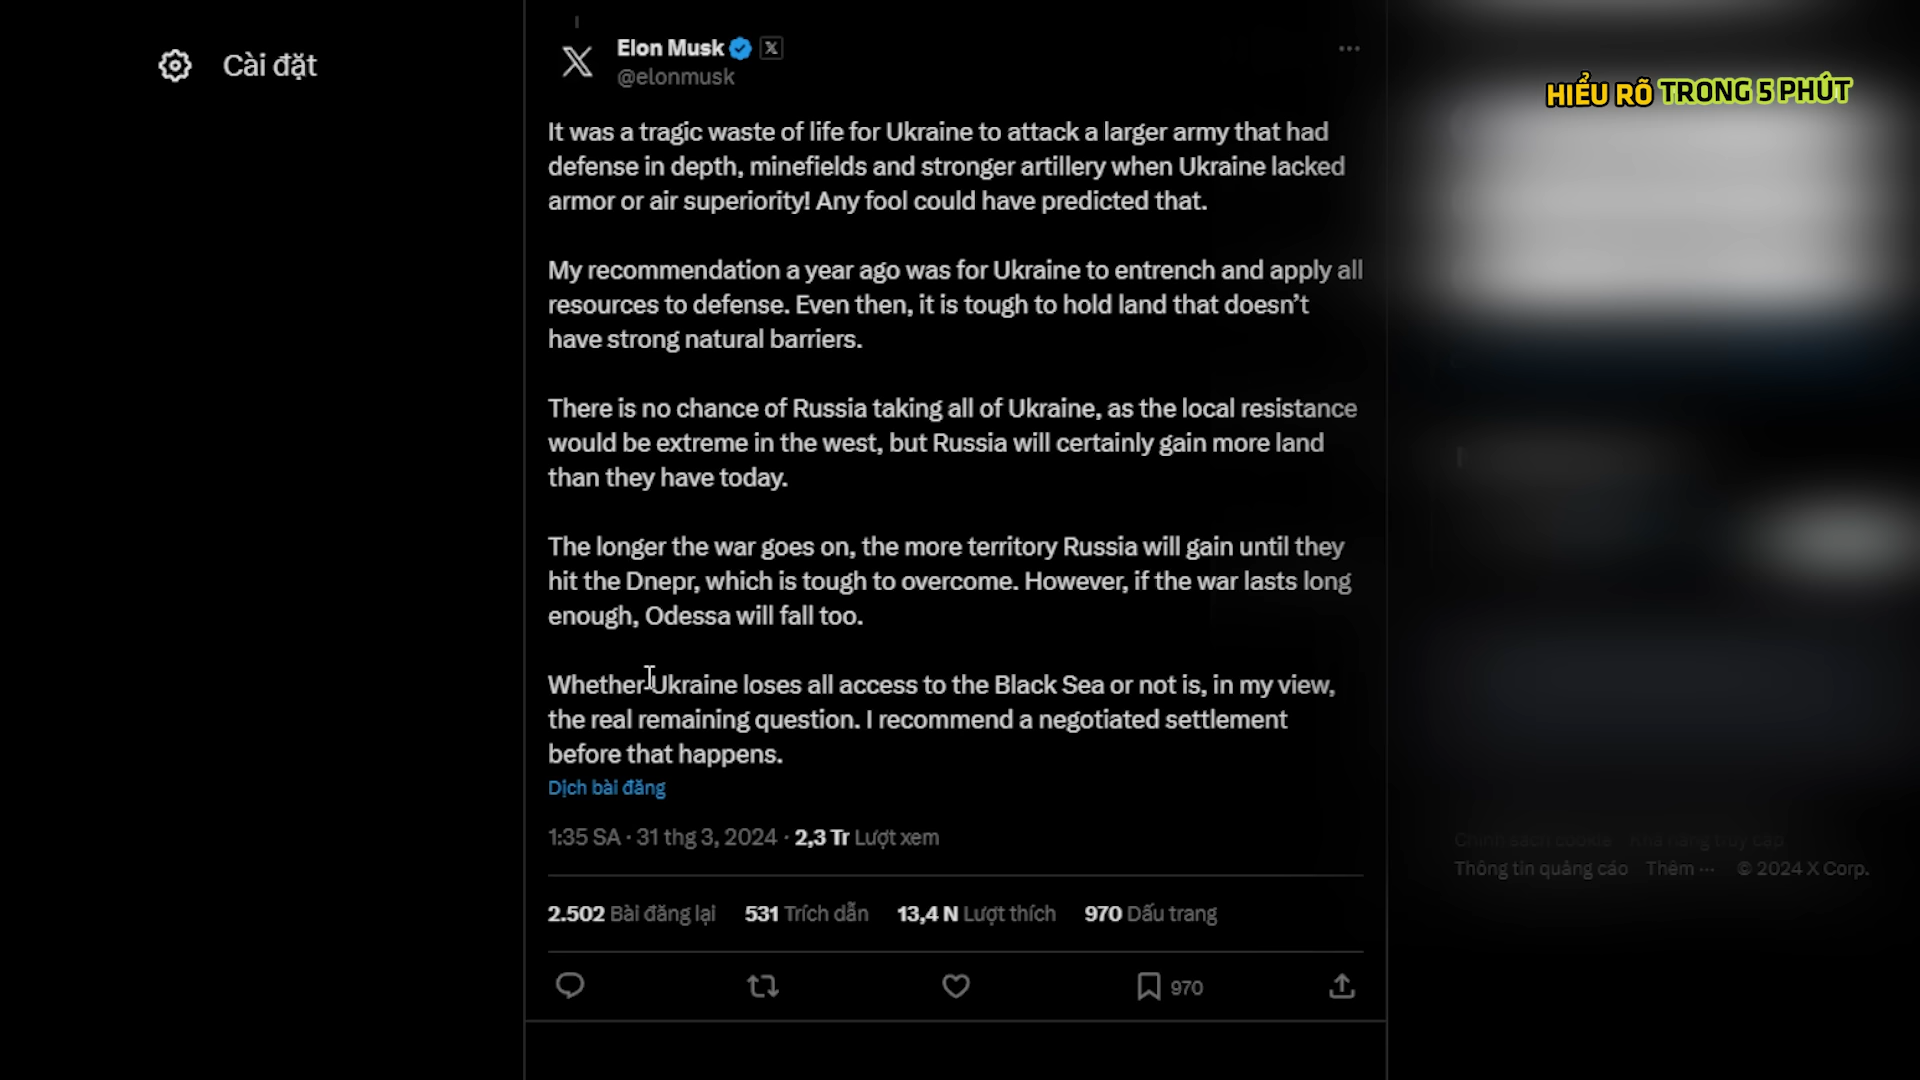 Cài đặt
Elon Musk
@elonmusk
HIỂU RÕ TRONG 5 PHÚT
It was a tragic waste of life for Ukraine to attack a larger army that had
defense in depth, minefields and stronger artillery when Ukraine lacked
armor or air superiority! Any fool could have predicted that.
My recommendation a year ago was for Ukraine to entrench and apply all
resources to defense. Even then, it is tough to hold land that doesn’t
have strong natural barriers.
There is no chance of Russia taking all of Ukraine, as the local resistance
would be extreme in the west, but Russia will certainly gain more land
than they have today.
The longer the war goes on, the more territory Russia will gain until they
hit the Dnepr, which is tough to overcome. However, if the war lasts long
enough, Odessa will fall too.
Whether Ukraine loses all access to the Black Sea or not is, in my view,
the real remaining question. I recommend a negotiated settlement
before that happens.
Dịch bài đăng
1:35 SA · 31 thg 3, 2024 · 2,3 Tr Lượt xem
2.502 Bài đăng lại 531 Trích dẫn 13,4 N Lượt thích 970 Dấu trang
970
Chính sách cookie Khả năng truy cập
Thông tin quảng cáo Thêm ··· © 2024 X Corp.